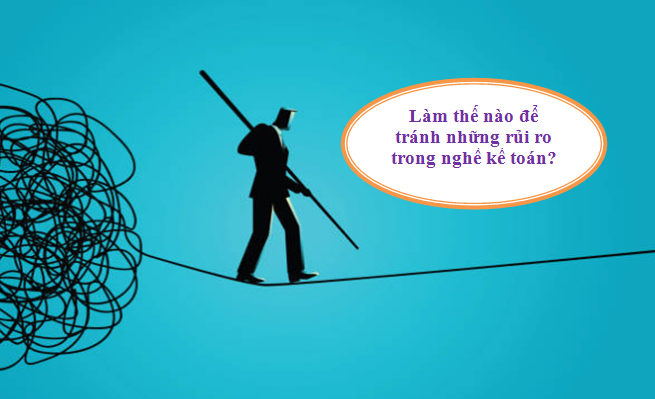 Làm thế nào để
tránh những rủi ro
trong nghề kế toán?